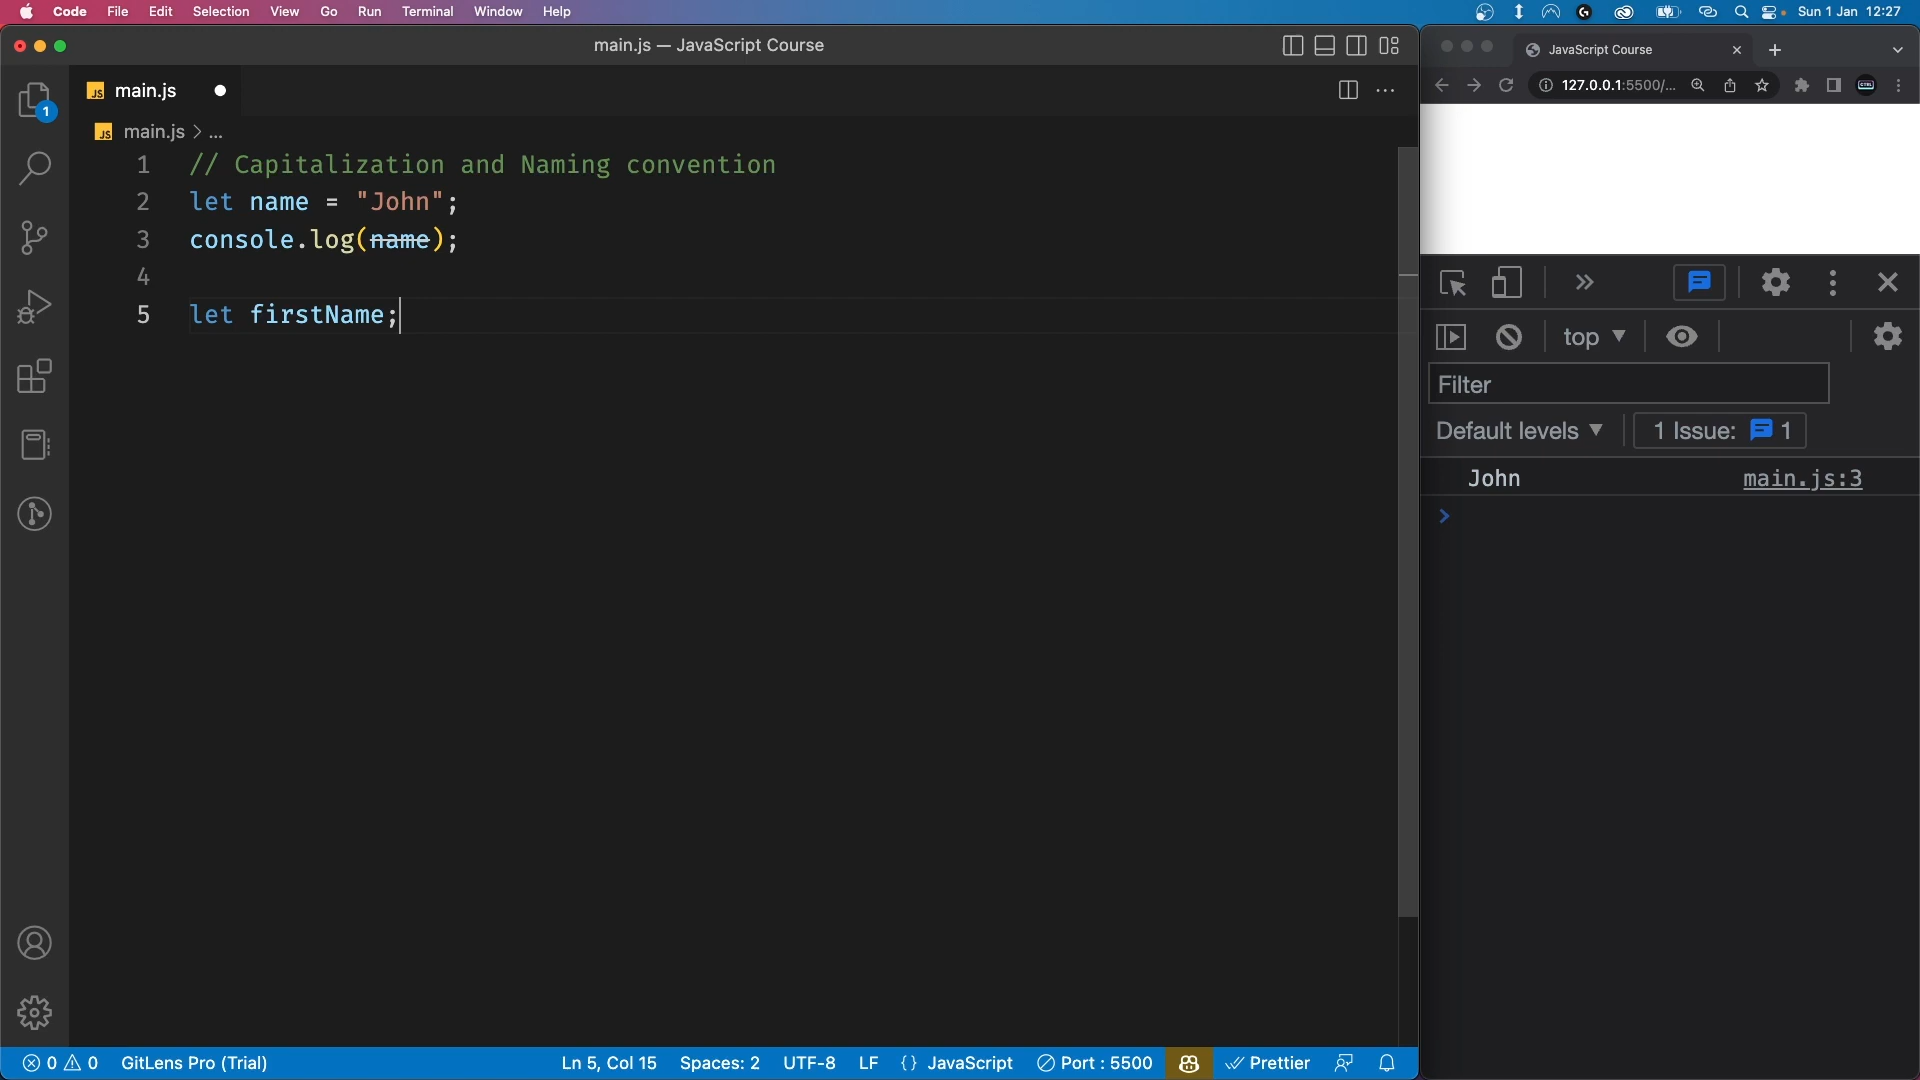 Code File Edit Selection View Go Run Terminal Window Help Sun 1 Jan 12:27
main.js — JavaScript Course
JS main.js
JS main.js > ...
1 // Capitalization and Naming convention
2 let name = "John";
3 console.log(name);
4
5 let firstName;
1
0 0 GitLens Pro (Trial) Ln 5, Col 15 Spaces: 2 UTF-8 LF {} JavaScript Port : 5500 Prettier
JavaScript Course
127.0.0.1:5500/...
top
Filter
Default levels 1 Issue: 1
John main.js:3